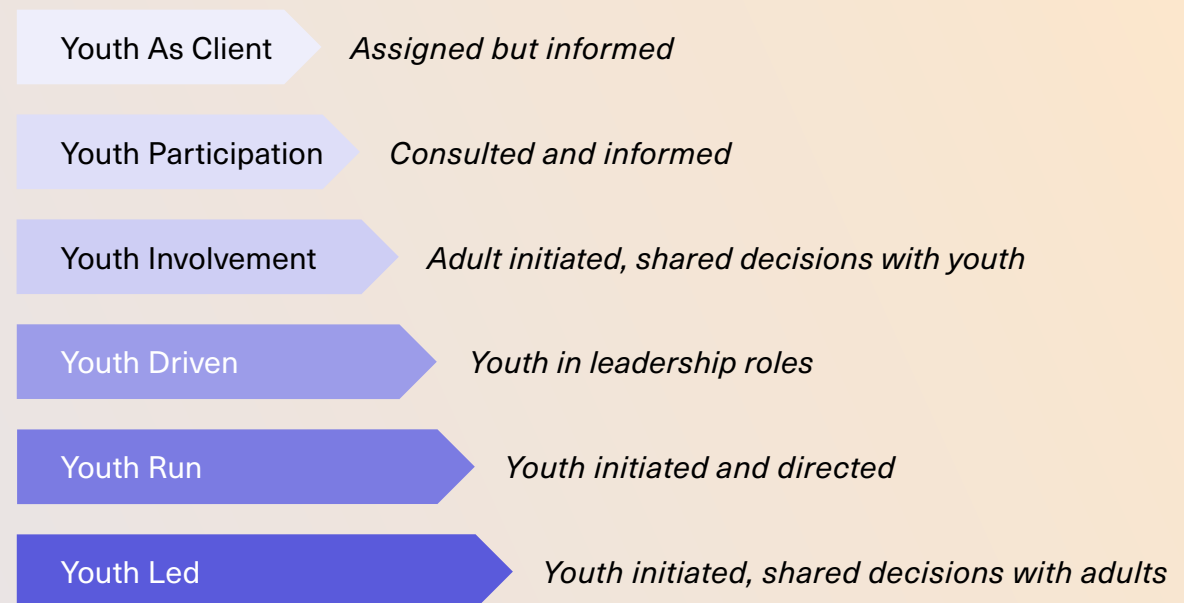 Youth As Client Assigned but informed
Youth Participation Consulted and informed
Youth Involvement Adult initiated, shared decisions with youth
Youth Driven Youth in leadership roles
Youth Run Youth initiated and directed
Youth Led Youth initiated, shared decisions with adults